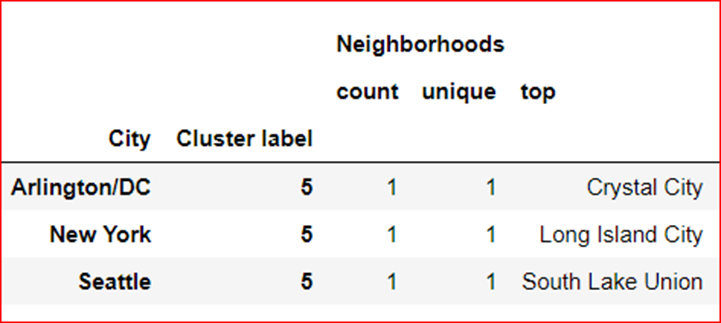 Neighborhoods
count unique top
City Cluster label
Arlington/DC 5 1 1 Crystal City
New York 5 1 1 Long Island City
Seattle 5 1 1 South Lake Union